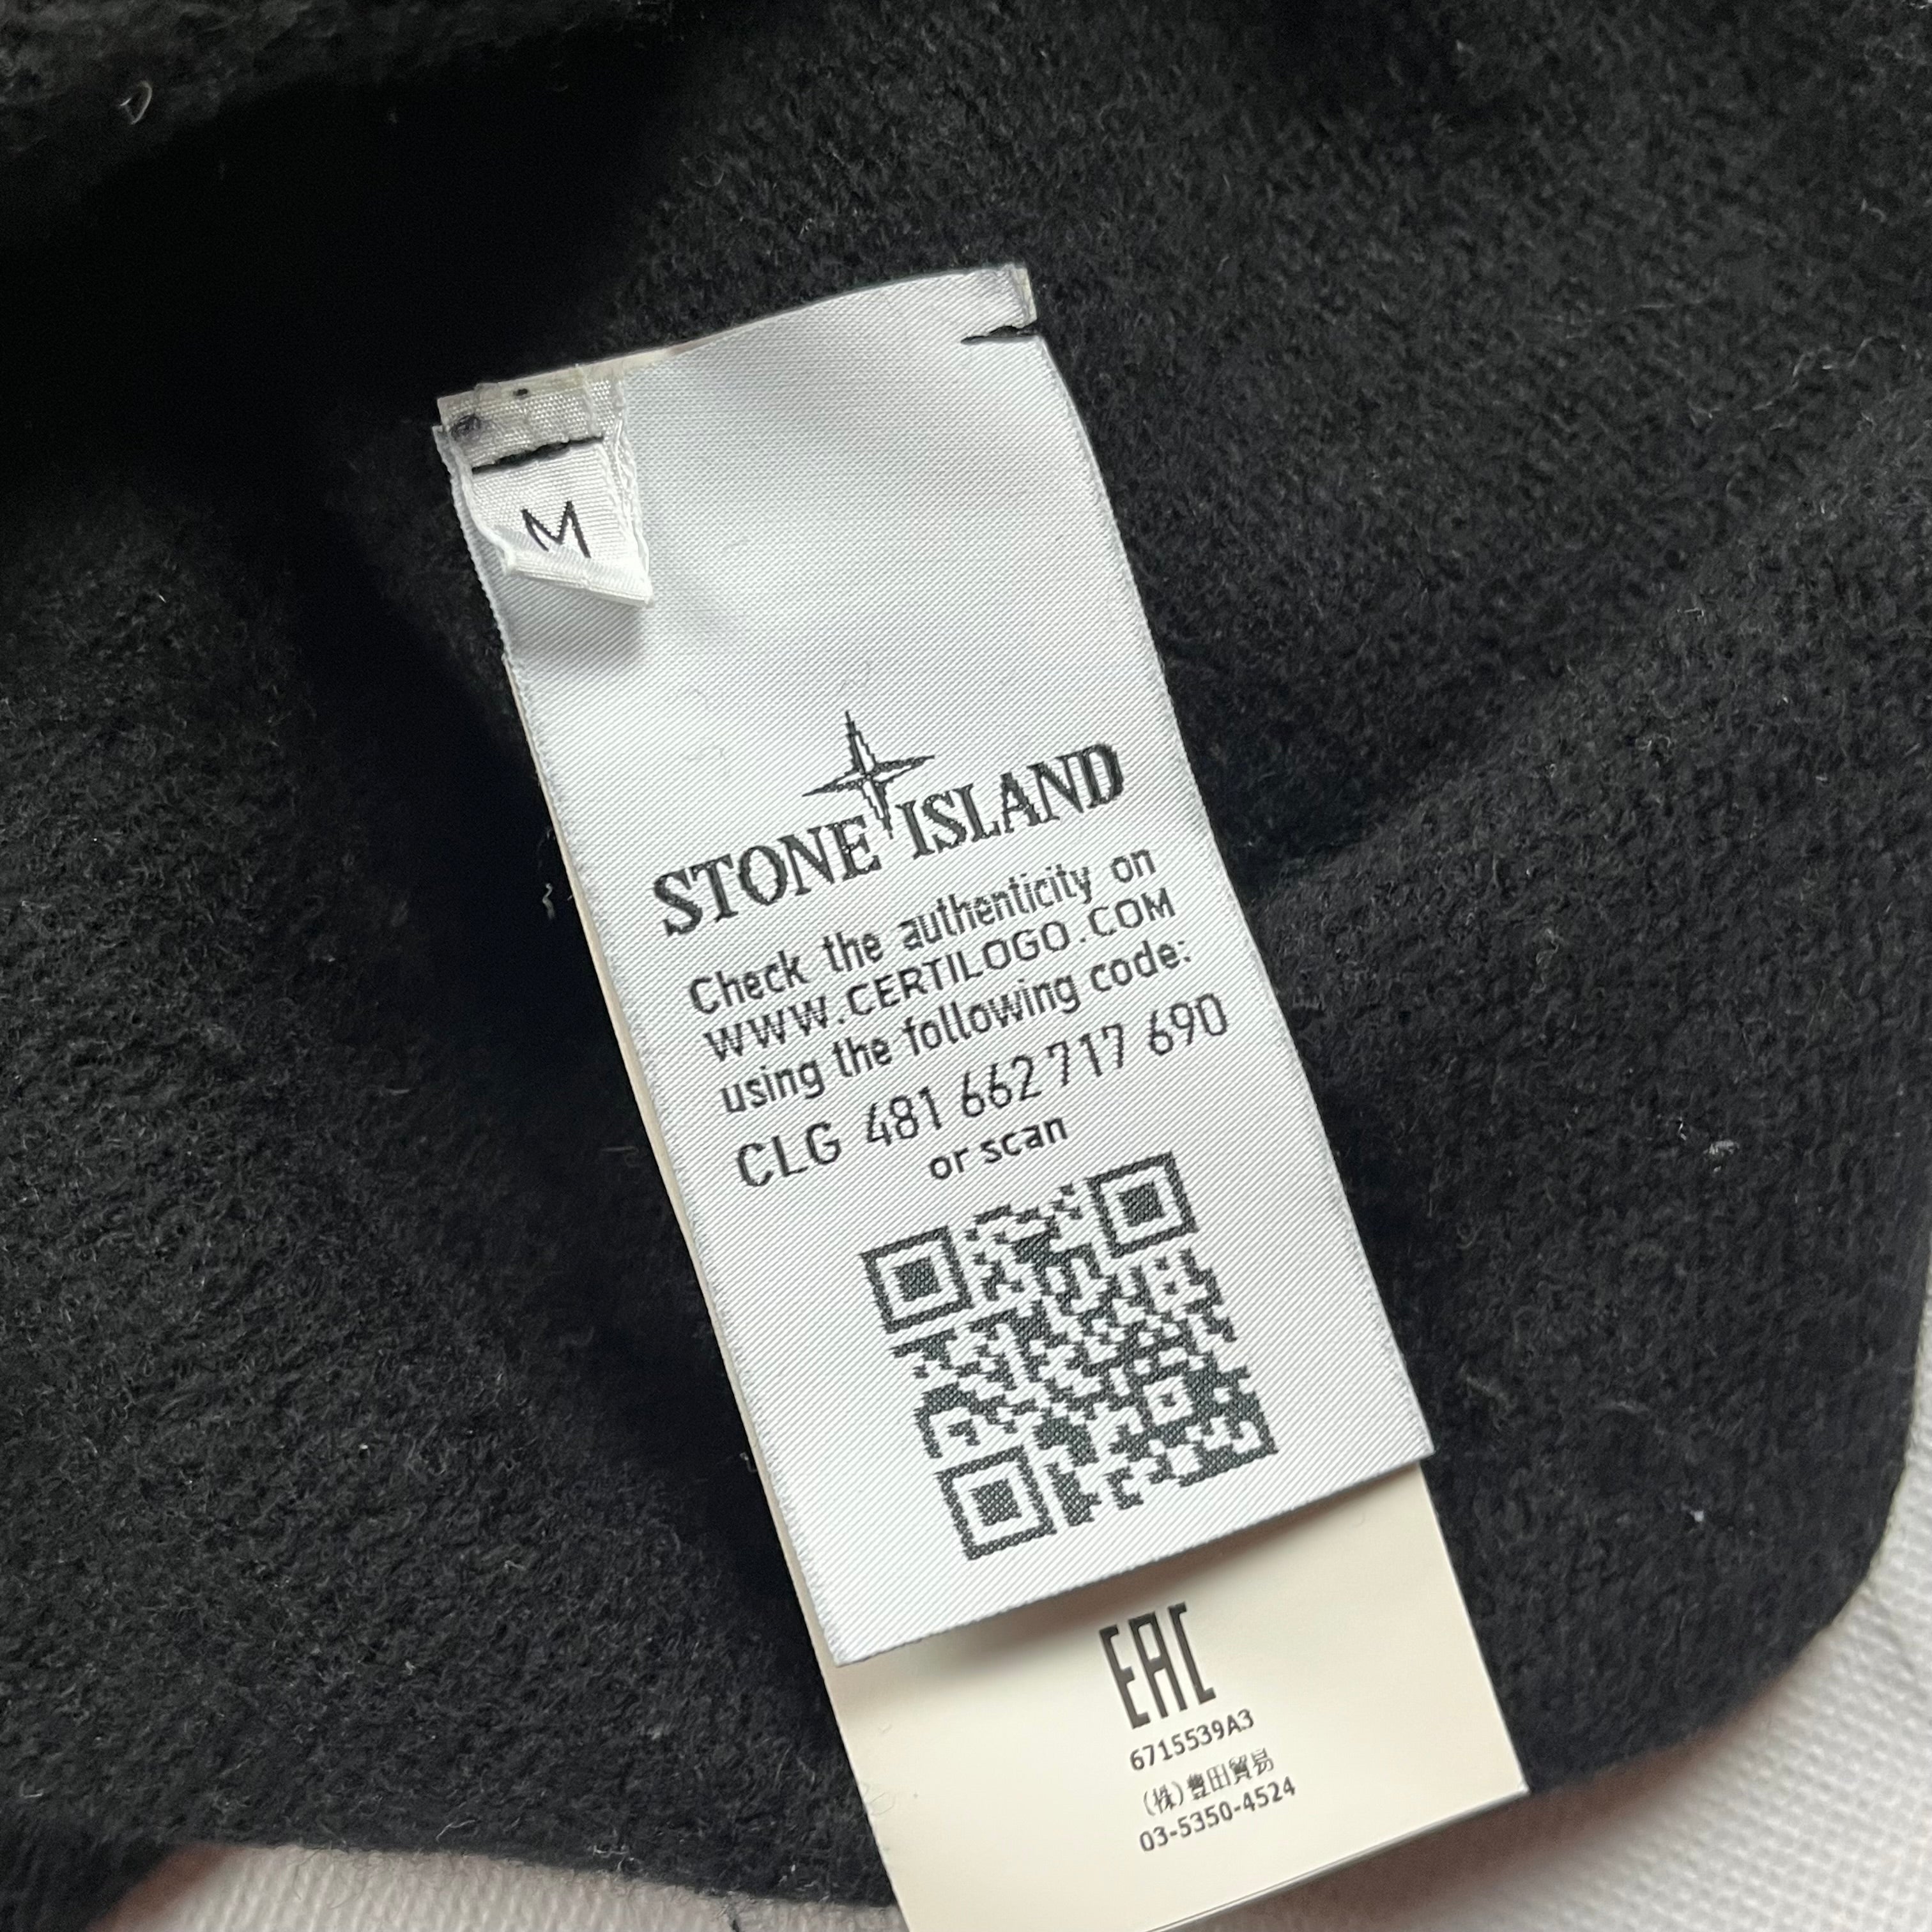 M
STONE ISLAND
Check the authenticity on
WWW.CERTILOGO.COM
using the following code:
CLG 481 662 717 690
or scan
EAC
6715539A3
(株)豊田貿易
03-5350-4524